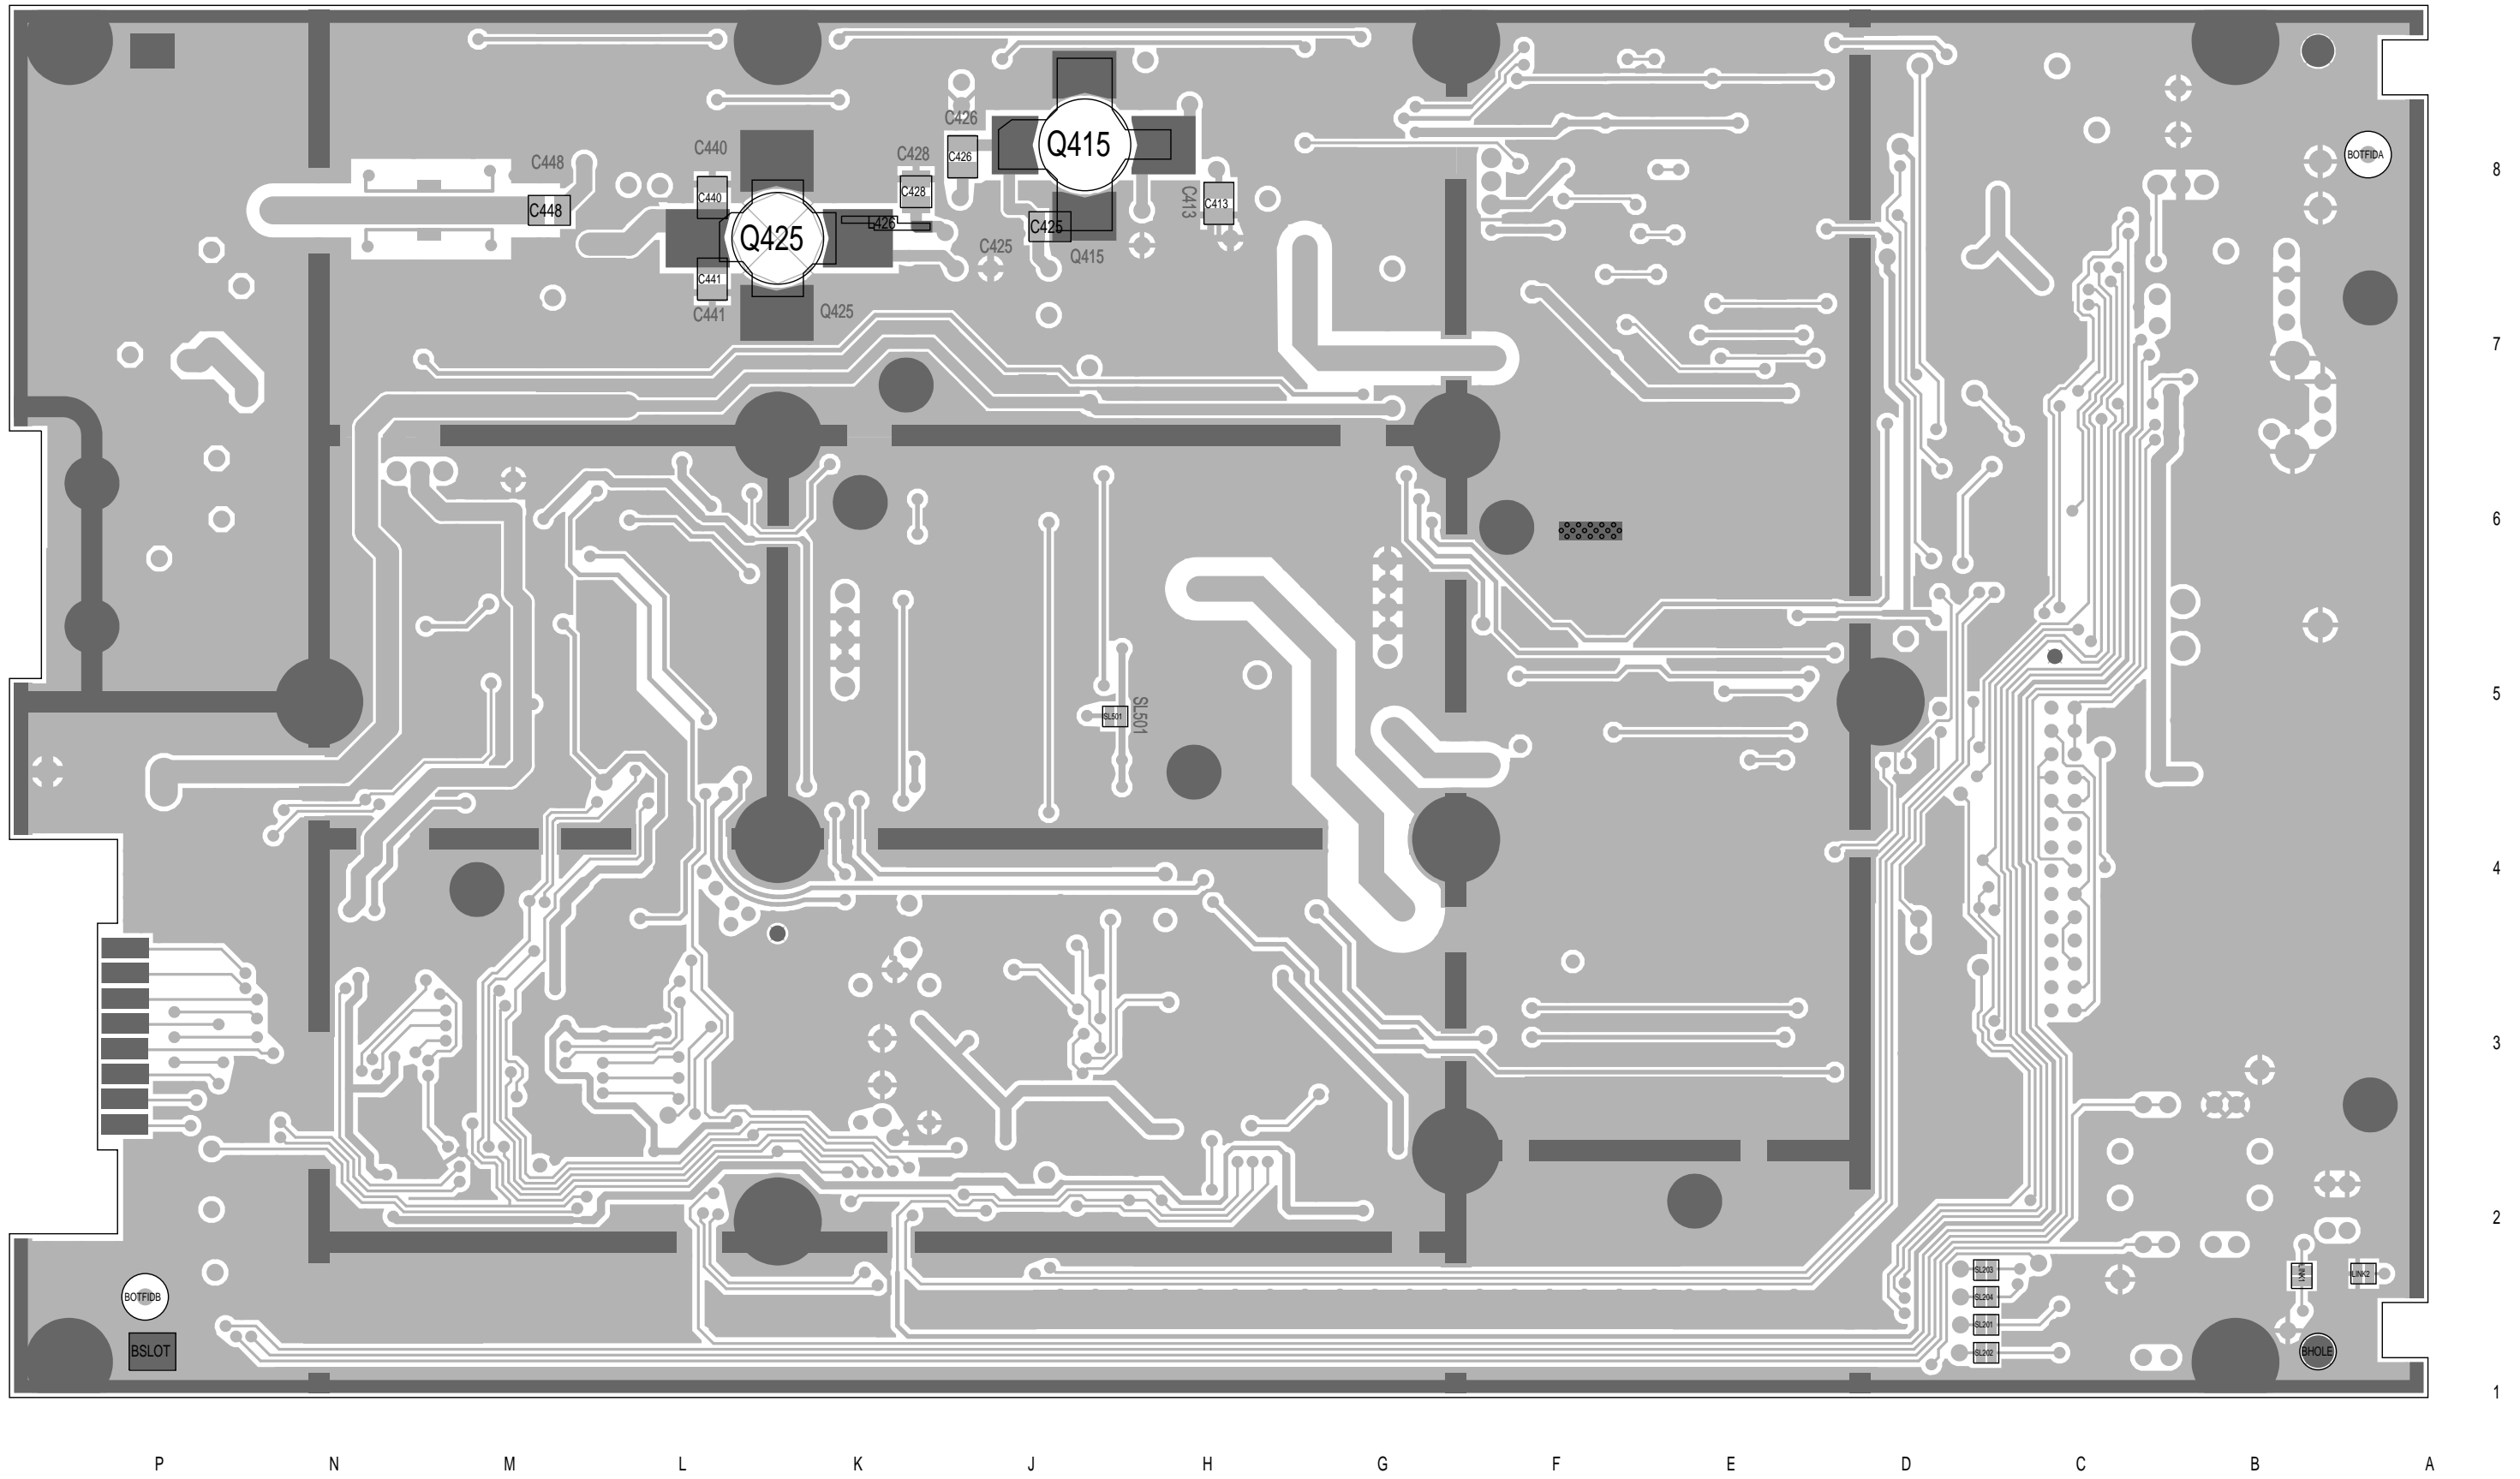 C426
Q415
C440
C448
C428
C426
BOTFIDA
8
C440
C428
C413
C413
C448
L426
C425
Q425
C425
Q415
C441
C441
Q425
7
6
5
SL501
SL501
4
3
2
SL203
LINK1
LINK2
BOTFIDB
SL204
SL201
BSLOT
SL202
BHOLE
1
P N M L K J H G F E D C B A